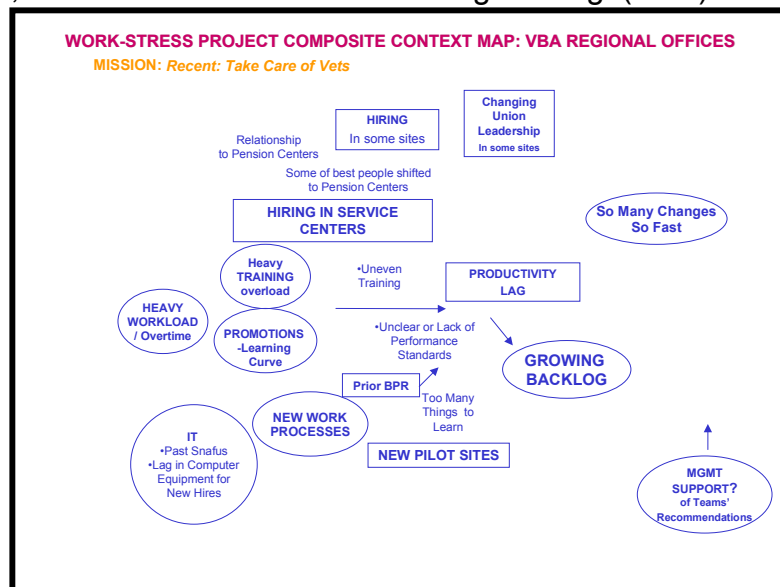 WORK-STRESS PROJECT COMPOSITE CONTEXT MAP: VBA REGIONAL OFFICES
MISSION: Recent: Take Care of Vets
HIRING
In some sites
Changing
Union
Leadership
In some sites
Relationship
to Pension Centers
Some of best people shifted
to Pension Centers
HIRING IN SERVICE
CENTERS
So Many Changes
So Fast
Heavy
TRAINING
overload
•Uneven
Training
PRODUCTIVITY
LAG
HEAVY
WORKLOAD
/ Overtime
PROMOTIONS
-Learning
Curve
•Unclear or Lack of
Performance
Standards
GROWING
BACKLOG
Prior BPR
Too Many
Things to
Learn
NEW WORK
PROCESSES
IT
•Past Snafus
•Lag in Computer
Equipment for
New Hires
NEW PILOT SITES
MGMT
SUPPORT?
of Teams'
Recommendations